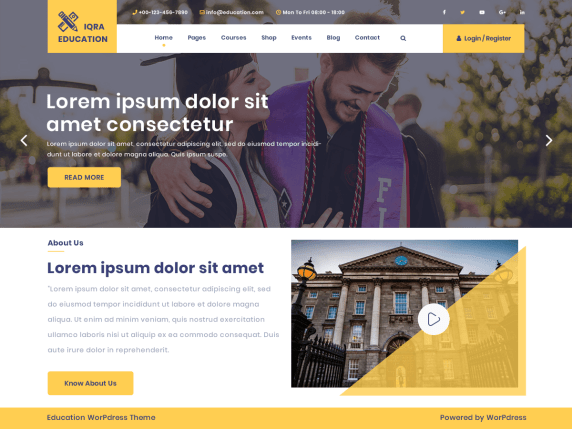 IQRA
EDUCATION
+00-123-456-7890 info@education.com Mon To Fri 08:00 - 18:00
Home Pages Courses Shop Events Blog Contact
Login / Register
Lorem ipsum dolor sit
amet consectetur
Lorem ipsum dolor sit amet, consectetur adipiscing elit, sed do eiusmod tempor incidi-
dunt ut labore et dolore magna aliqua. Quis ipsum suspe.
READ MORE
About Us
Lorem ipsum dolor sit amet
"Lorem ipsum dolor sit amet, consectetur adipiscing elit, sed
do eiusmod tempor incididunt ut labore et dolore magna
aliqua. Ut enim ad minim veniam, quis nostrud exercitation
ullamco laboris nisi ut aliquip ex ea commodo consequat. Duis
aute irure dolor in reprehenderit.
Know About Us
Education WorPdress Theme
Powered by WorPdress